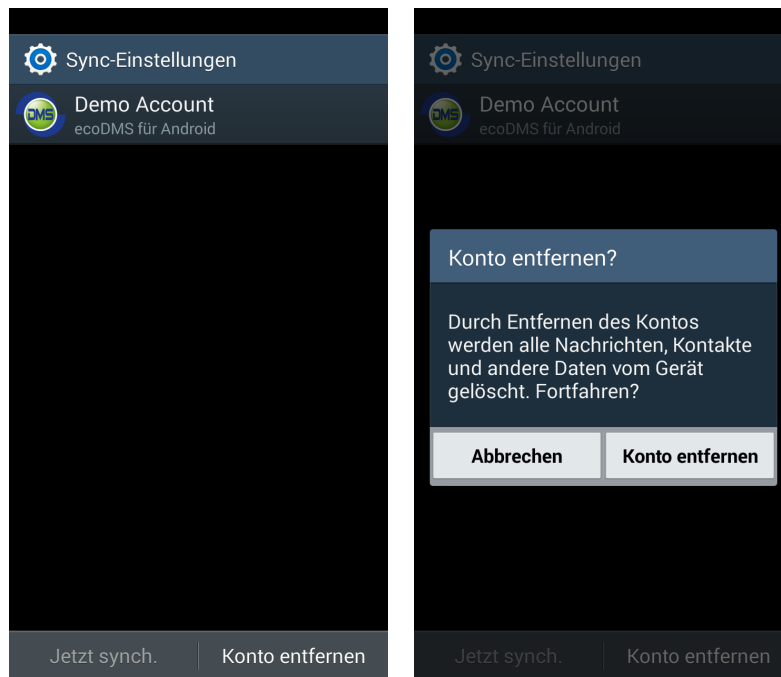 Sync-Einstellungen
DMS
Demo Account
ecoDMS für Android
Jetzt synch.
Konto entfernen
Sync-Einstellungen
DMS
Demo Account
ecoDMS für Android
Konto entfernen?
Durch Entfernen des Kontos
werden alle Nachrichten, Kontakte
und andere Daten vom Gerät
gelöscht. Fortfahren?
Abbrechen
Konto entfernen
Jetzt synch.
Konto entfernen